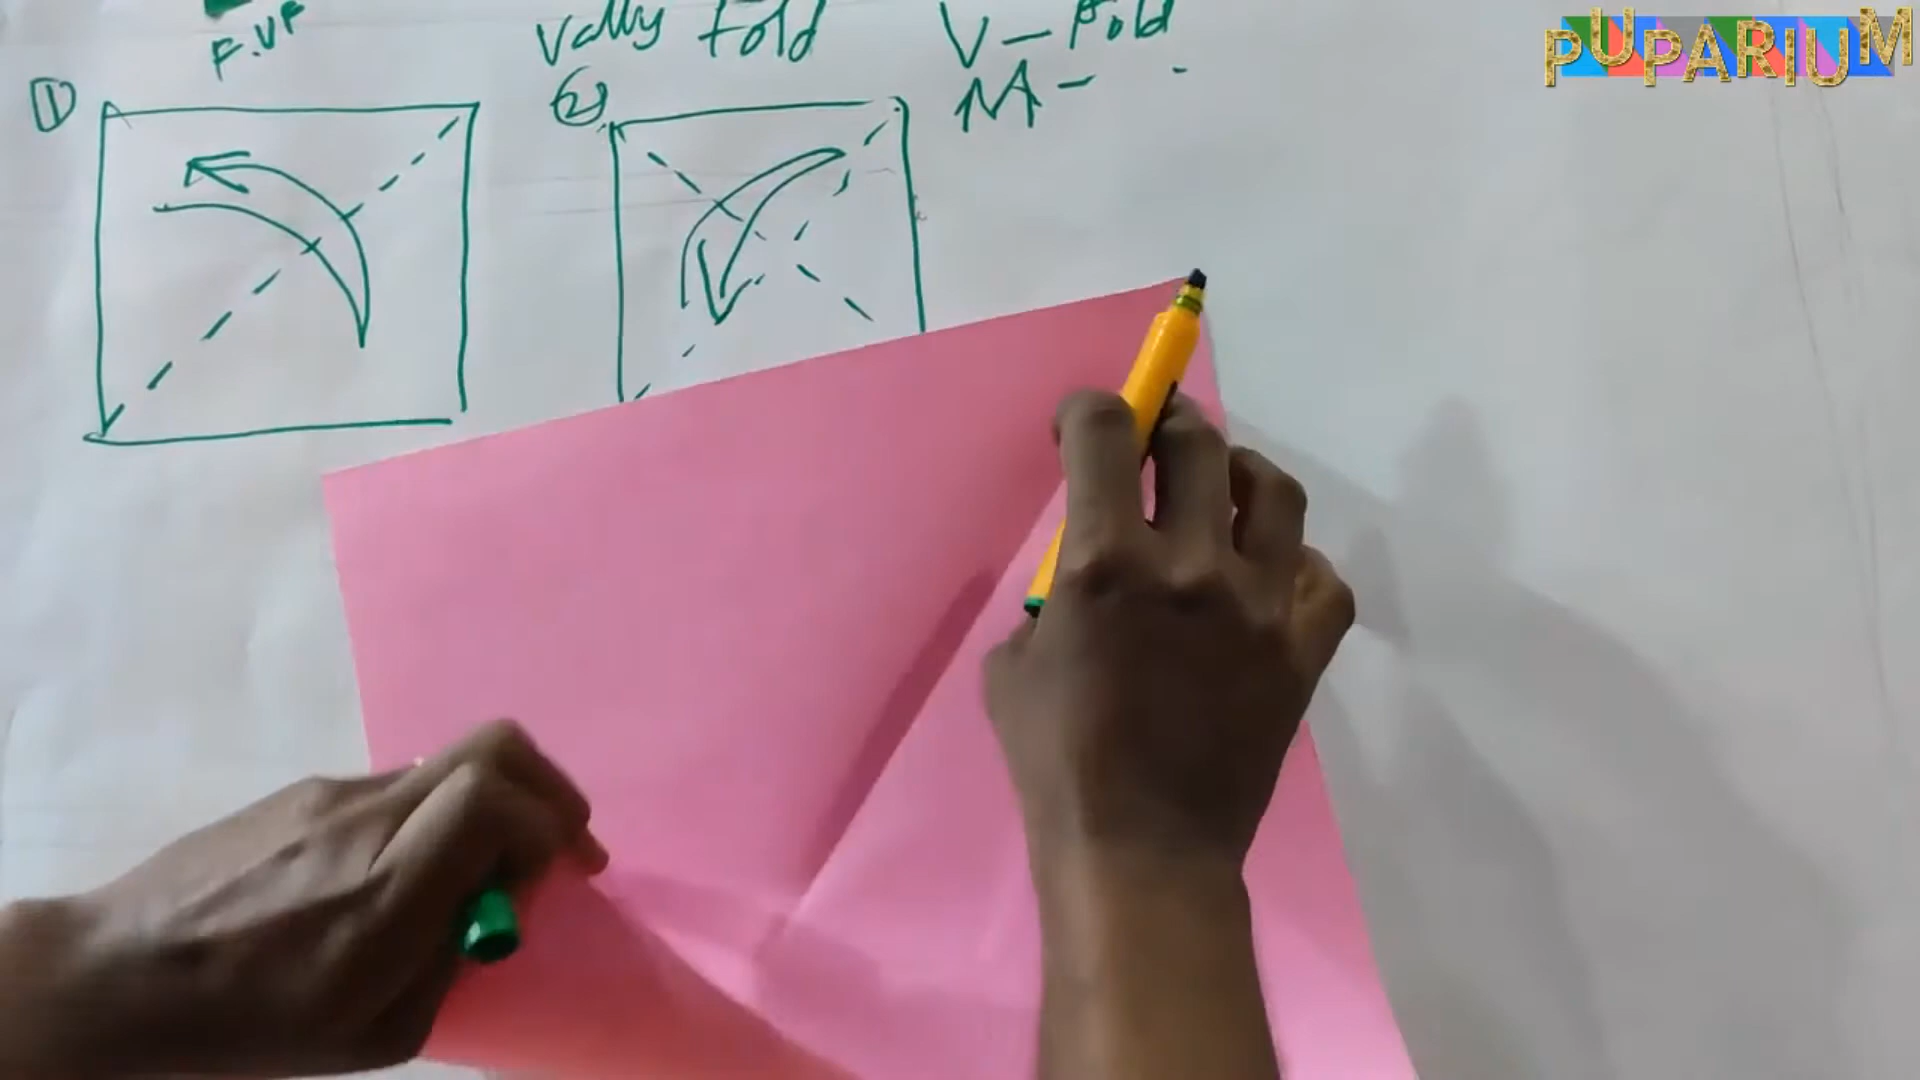 F.VF
Vally Fold
V - Fold
M -
①
②
PUPARIUM